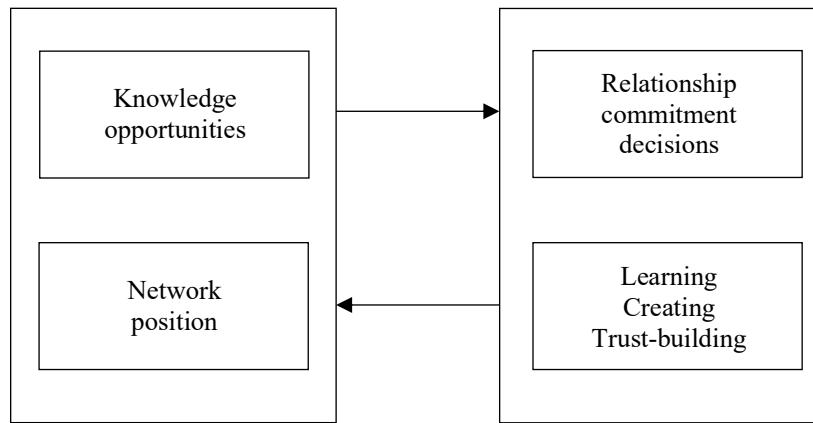 Knowledge
opportunities
Relationship
commitment
decisions
Network
position
Learning
Creating
Trust-building